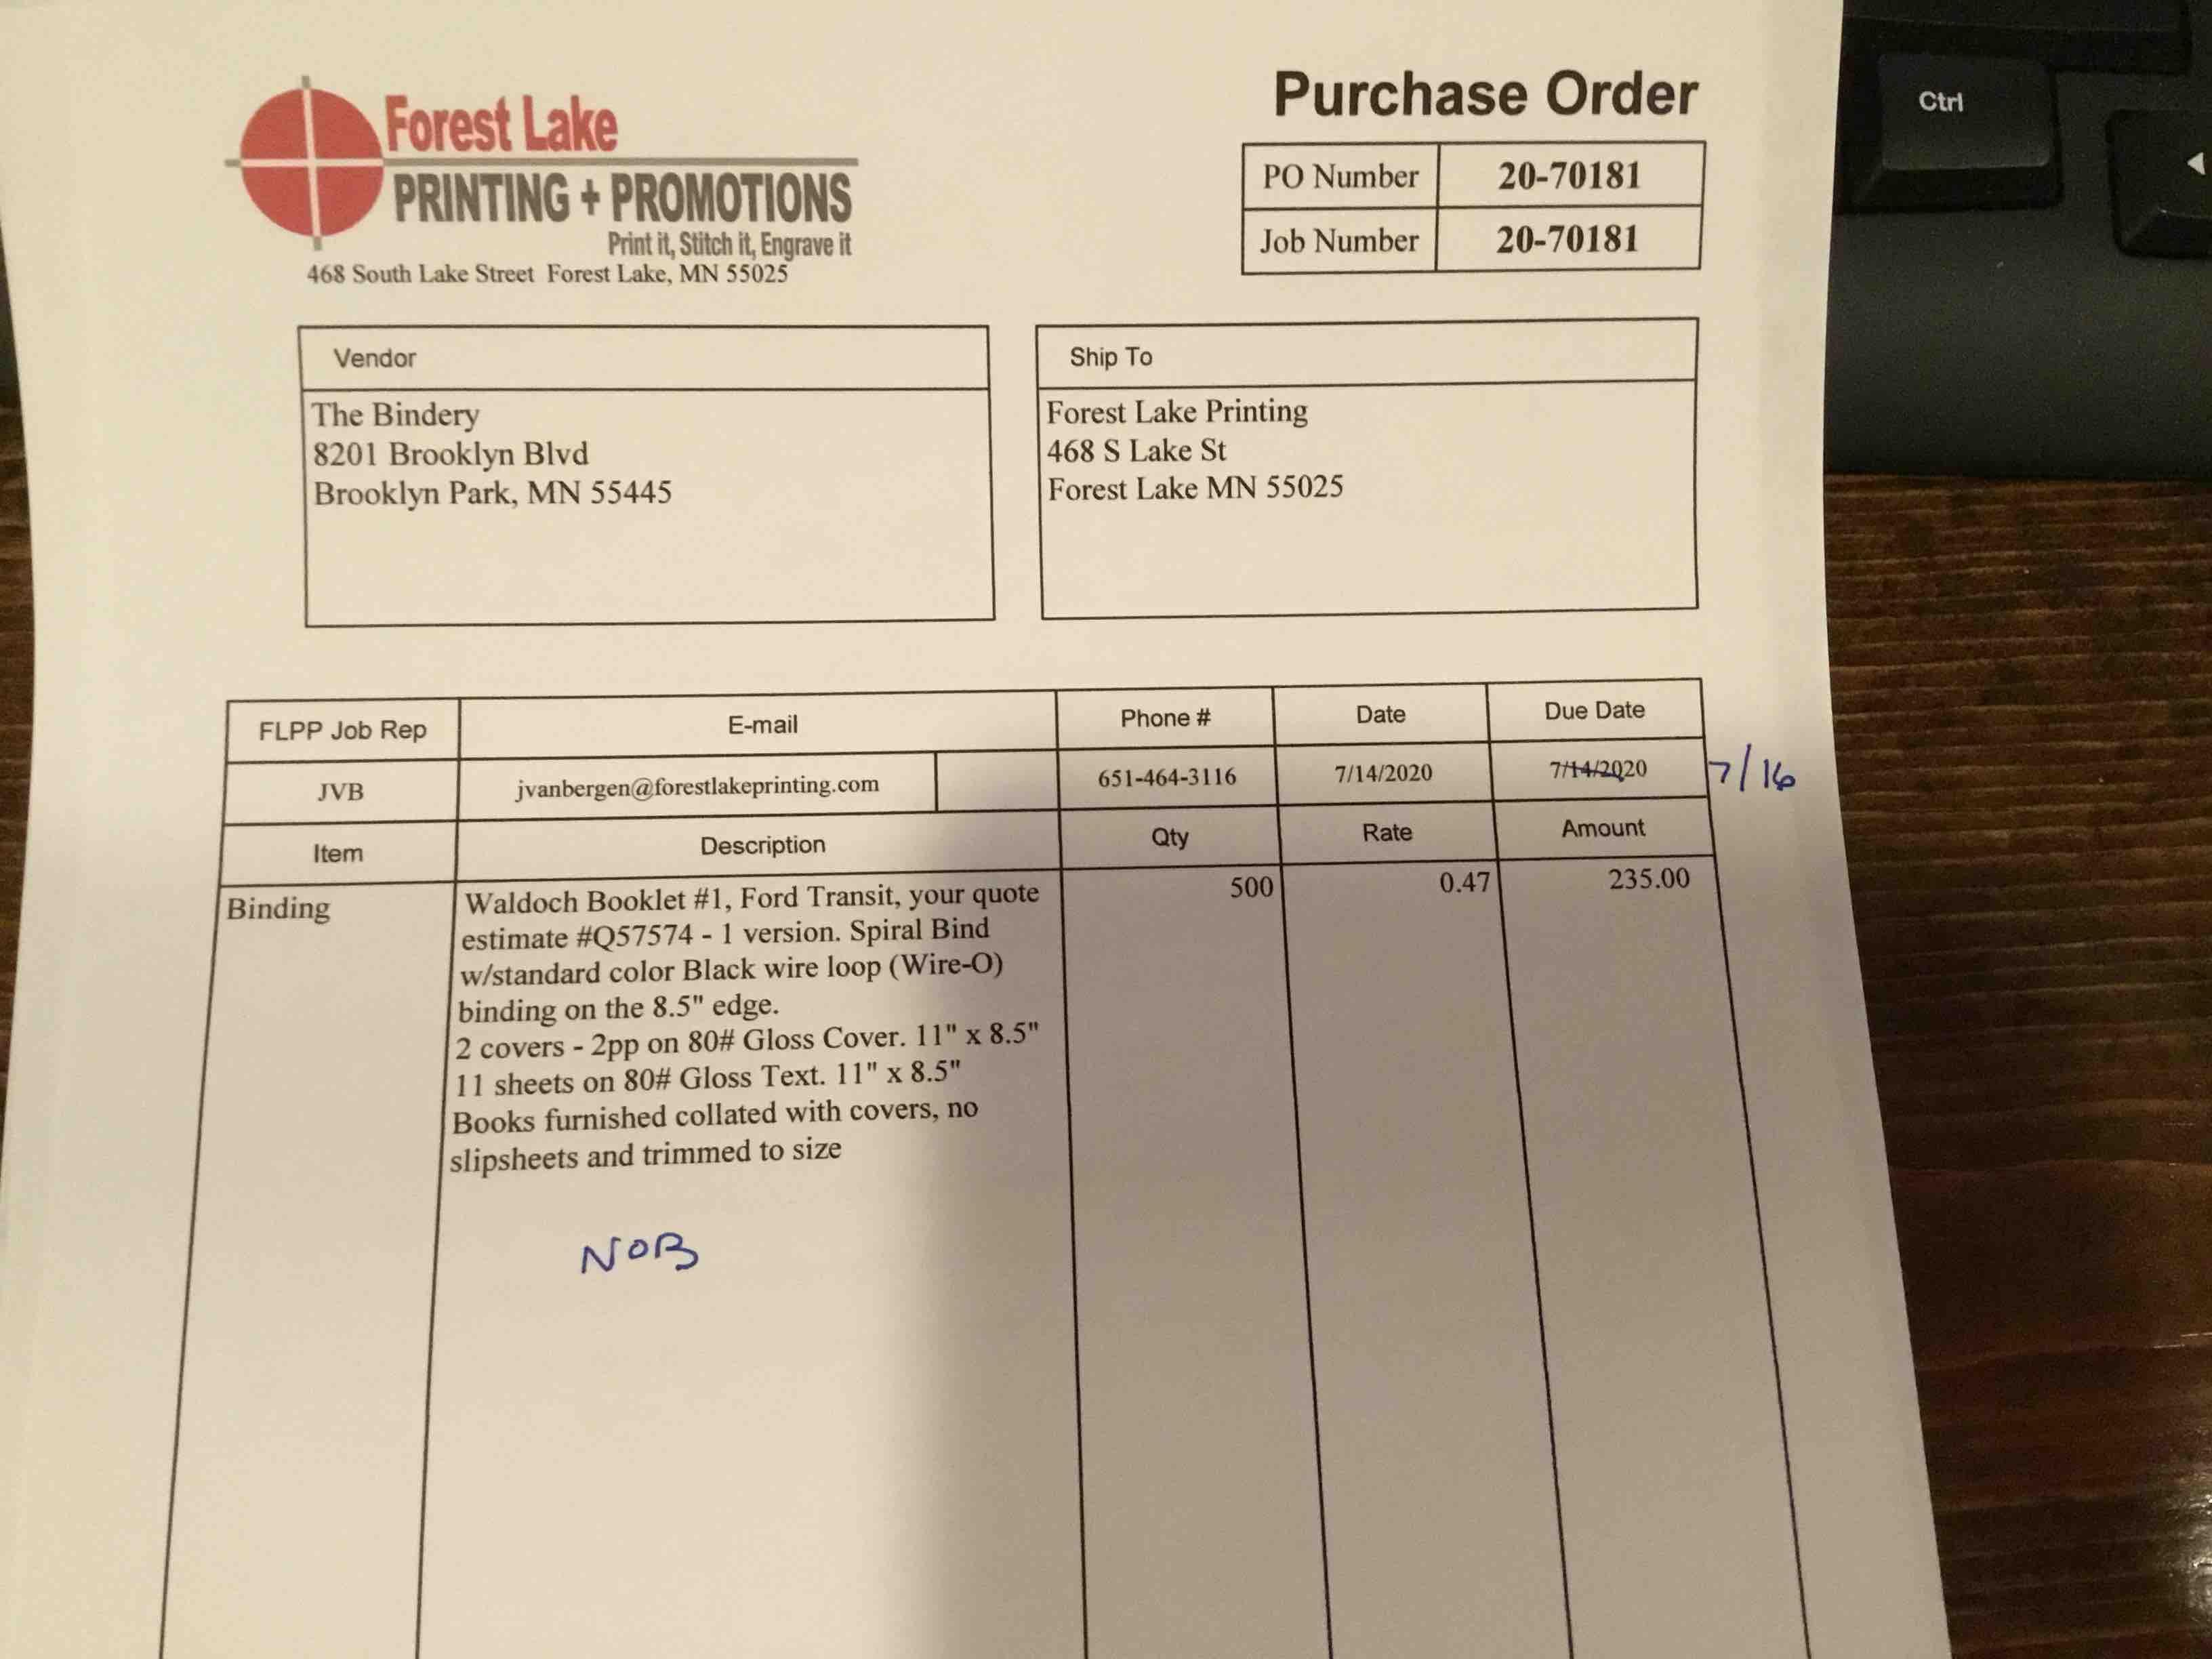 Forest Lake
PRINTING + PROMOTIONS
Print it, Stitch it, Engrave it
468 South Lake Street Forest Lake, MN 55025
Purchase Order
PO Number 20-70181
Job Number 20-70181
Vendor
The Bindery
8201 Brooklyn Blvd
Brooklyn Park, MN 55445
Ship To
Forest Lake Printing
468 S Lake St
Forest Lake MN 55025
FLPP Job Rep E-mail Phone # Date Due Date
JVB jvanbergen@forestlakeprinting.com 651-464-3116 7/14/2020 7/14/2020 7/16
Item Description Qty Rate Amount
Binding Waldoch Booklet #1, Ford Transit, your quote 500 0.47 235.00
estimate #Q57574 - 1 version. Spiral Bind
w/standard color Black wire loop (Wire-O)
binding on the 8.5" edge.
2 covers - 2pp on 80# Gloss Cover. 11" x 8.5"
11 sheets on 80# Gloss Text. 11" x 8.5"
Books furnished collated with covers, no
slipsheets and trimmed to size
NOB
Ctrl